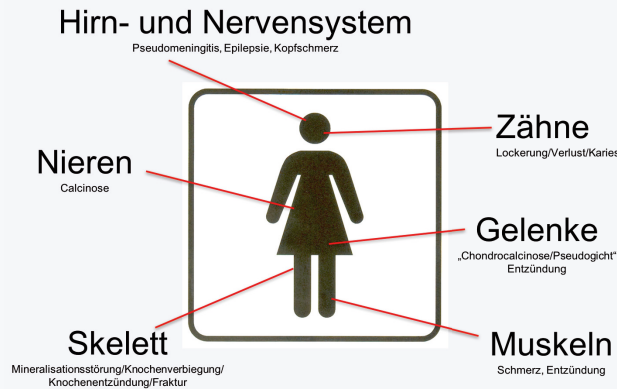 Hirn- und Nervensystem
Pseudomeningitis, Epilepsie, Kopfschmerz
Zähne
Lockerung/Verlust/Karies
Nieren
Calcinose
Gelenke
„Chondrocalcinose/Pseudogicht“
Entzündung
Skelett
Mineralisationsstörung/Knochenverbiegung/
Knochenentzündung/Fraktur
Muskeln
Schmerz, Entzündung